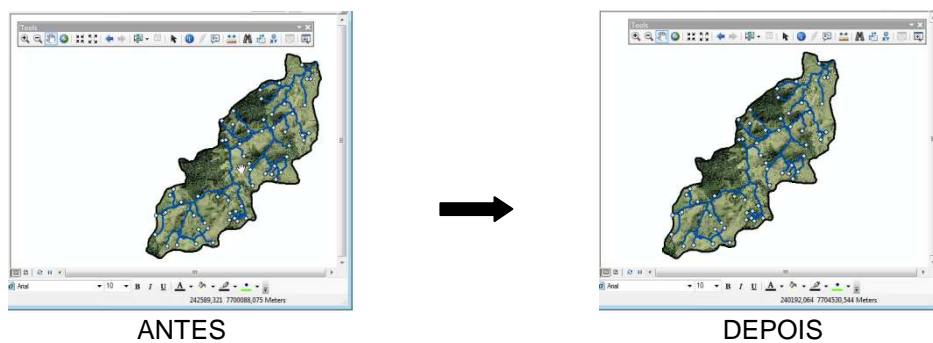 Tools
Tools
Arial 10 B I U A
242589,321 7700088,075 Meters
Arial 10 B I U A
240192,064 7704530,544 Meters
ANTES
DEPOIS